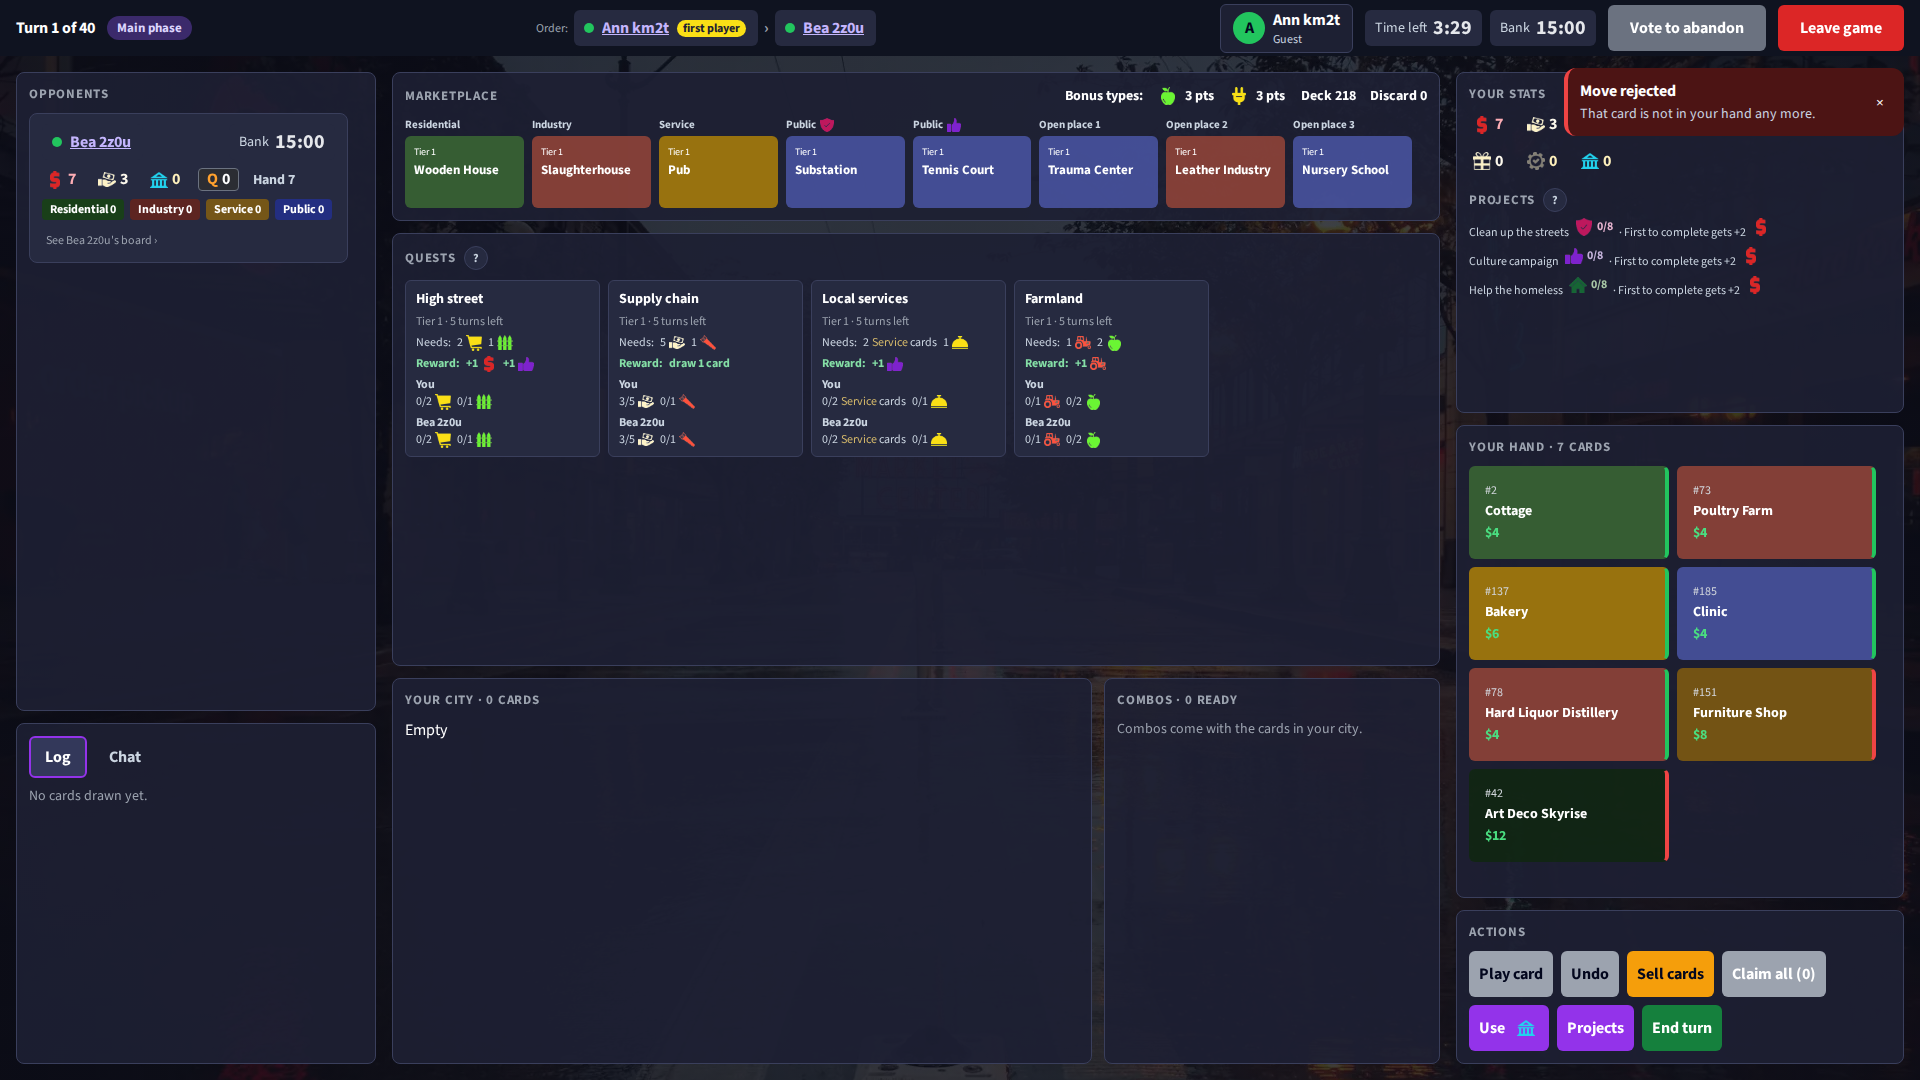 Turn 1 of 40 Main phase
Order: Ann km2t first player › Bea 2z0u
A Ann km2t
Guest
Time left 3:29 Bank 15:00 Vote to abandon Leave game
OPPONENTS
Bea 2z0u Bank 15:00
7 3 0 Q 0 Hand 7
Residential 0 Industry 0 Service 0 Public 0
See Bea 2z0u's board ›
Log Chat
No cards drawn yet.
MARKETPLACE Bonus types: 3 pts 3 pts Deck 218 Discard 0
Residential Industry Service Public Public Open place 1 Open place 2 Open place 3
Tier 1 Tier 1 Tier 1 Tier 1 Tier 1 Tier 1 Tier 1 Tier 1
Wooden House Slaughterhouse Pub Substation Tennis Court Trauma Center Leather Industry Nursery School
QUESTS ?
High street
Tier 1 · 5 turns left
Needs: 2 1
Reward: +1 +1
You
0/2 0/1
Bea 2z0u
0/2 0/1
Supply chain
Tier 1 · 5 turns left
Needs: 5 1
Reward: draw 1 card
You
3/5 0/1
Bea 2z0u
3/5 0/1
Local services
Tier 1 · 5 turns left
Needs: 2 Service cards 1
Reward: +1
You
0/2 Service cards 0/1
Bea 2z0u
0/2 Service cards 0/1
Farmland
Tier 1 · 5 turns left
Needs: 1 2
Reward: +1
You
0/1 0/2
Bea 2z0u
0/1 0/2
YOUR CITY · 0 CARDS
Empty
COMBOS · 0 READY
Combos come with the cards in your city.
YOUR STATS
7 3
0 0 0
Move rejected
That card is not in your hand any more.
×
PROJECTS ?
Clean up the streets 0/8 · First to complete gets +2
Culture campaign 0/8 · First to complete gets +2
Help the homeless 0/8 · First to complete gets +2
YOUR HAND · 7 CARDS
#2
Cottage
$4
#73
Poultry Farm
$4
#137
Bakery
$6
#185
Clinic
$4
#78
Hard Liquor Distillery
$4
#151
Furniture Shop
$8
#42
Art Deco Skyrise
$12
ACTIONS
Play card Undo Sell cards Claim all (0)
Use Projects End turn